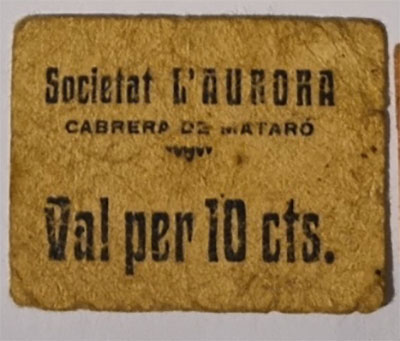 Societat L'AURORA
CABRERA DE MATARÓ
Val per 10 cts.